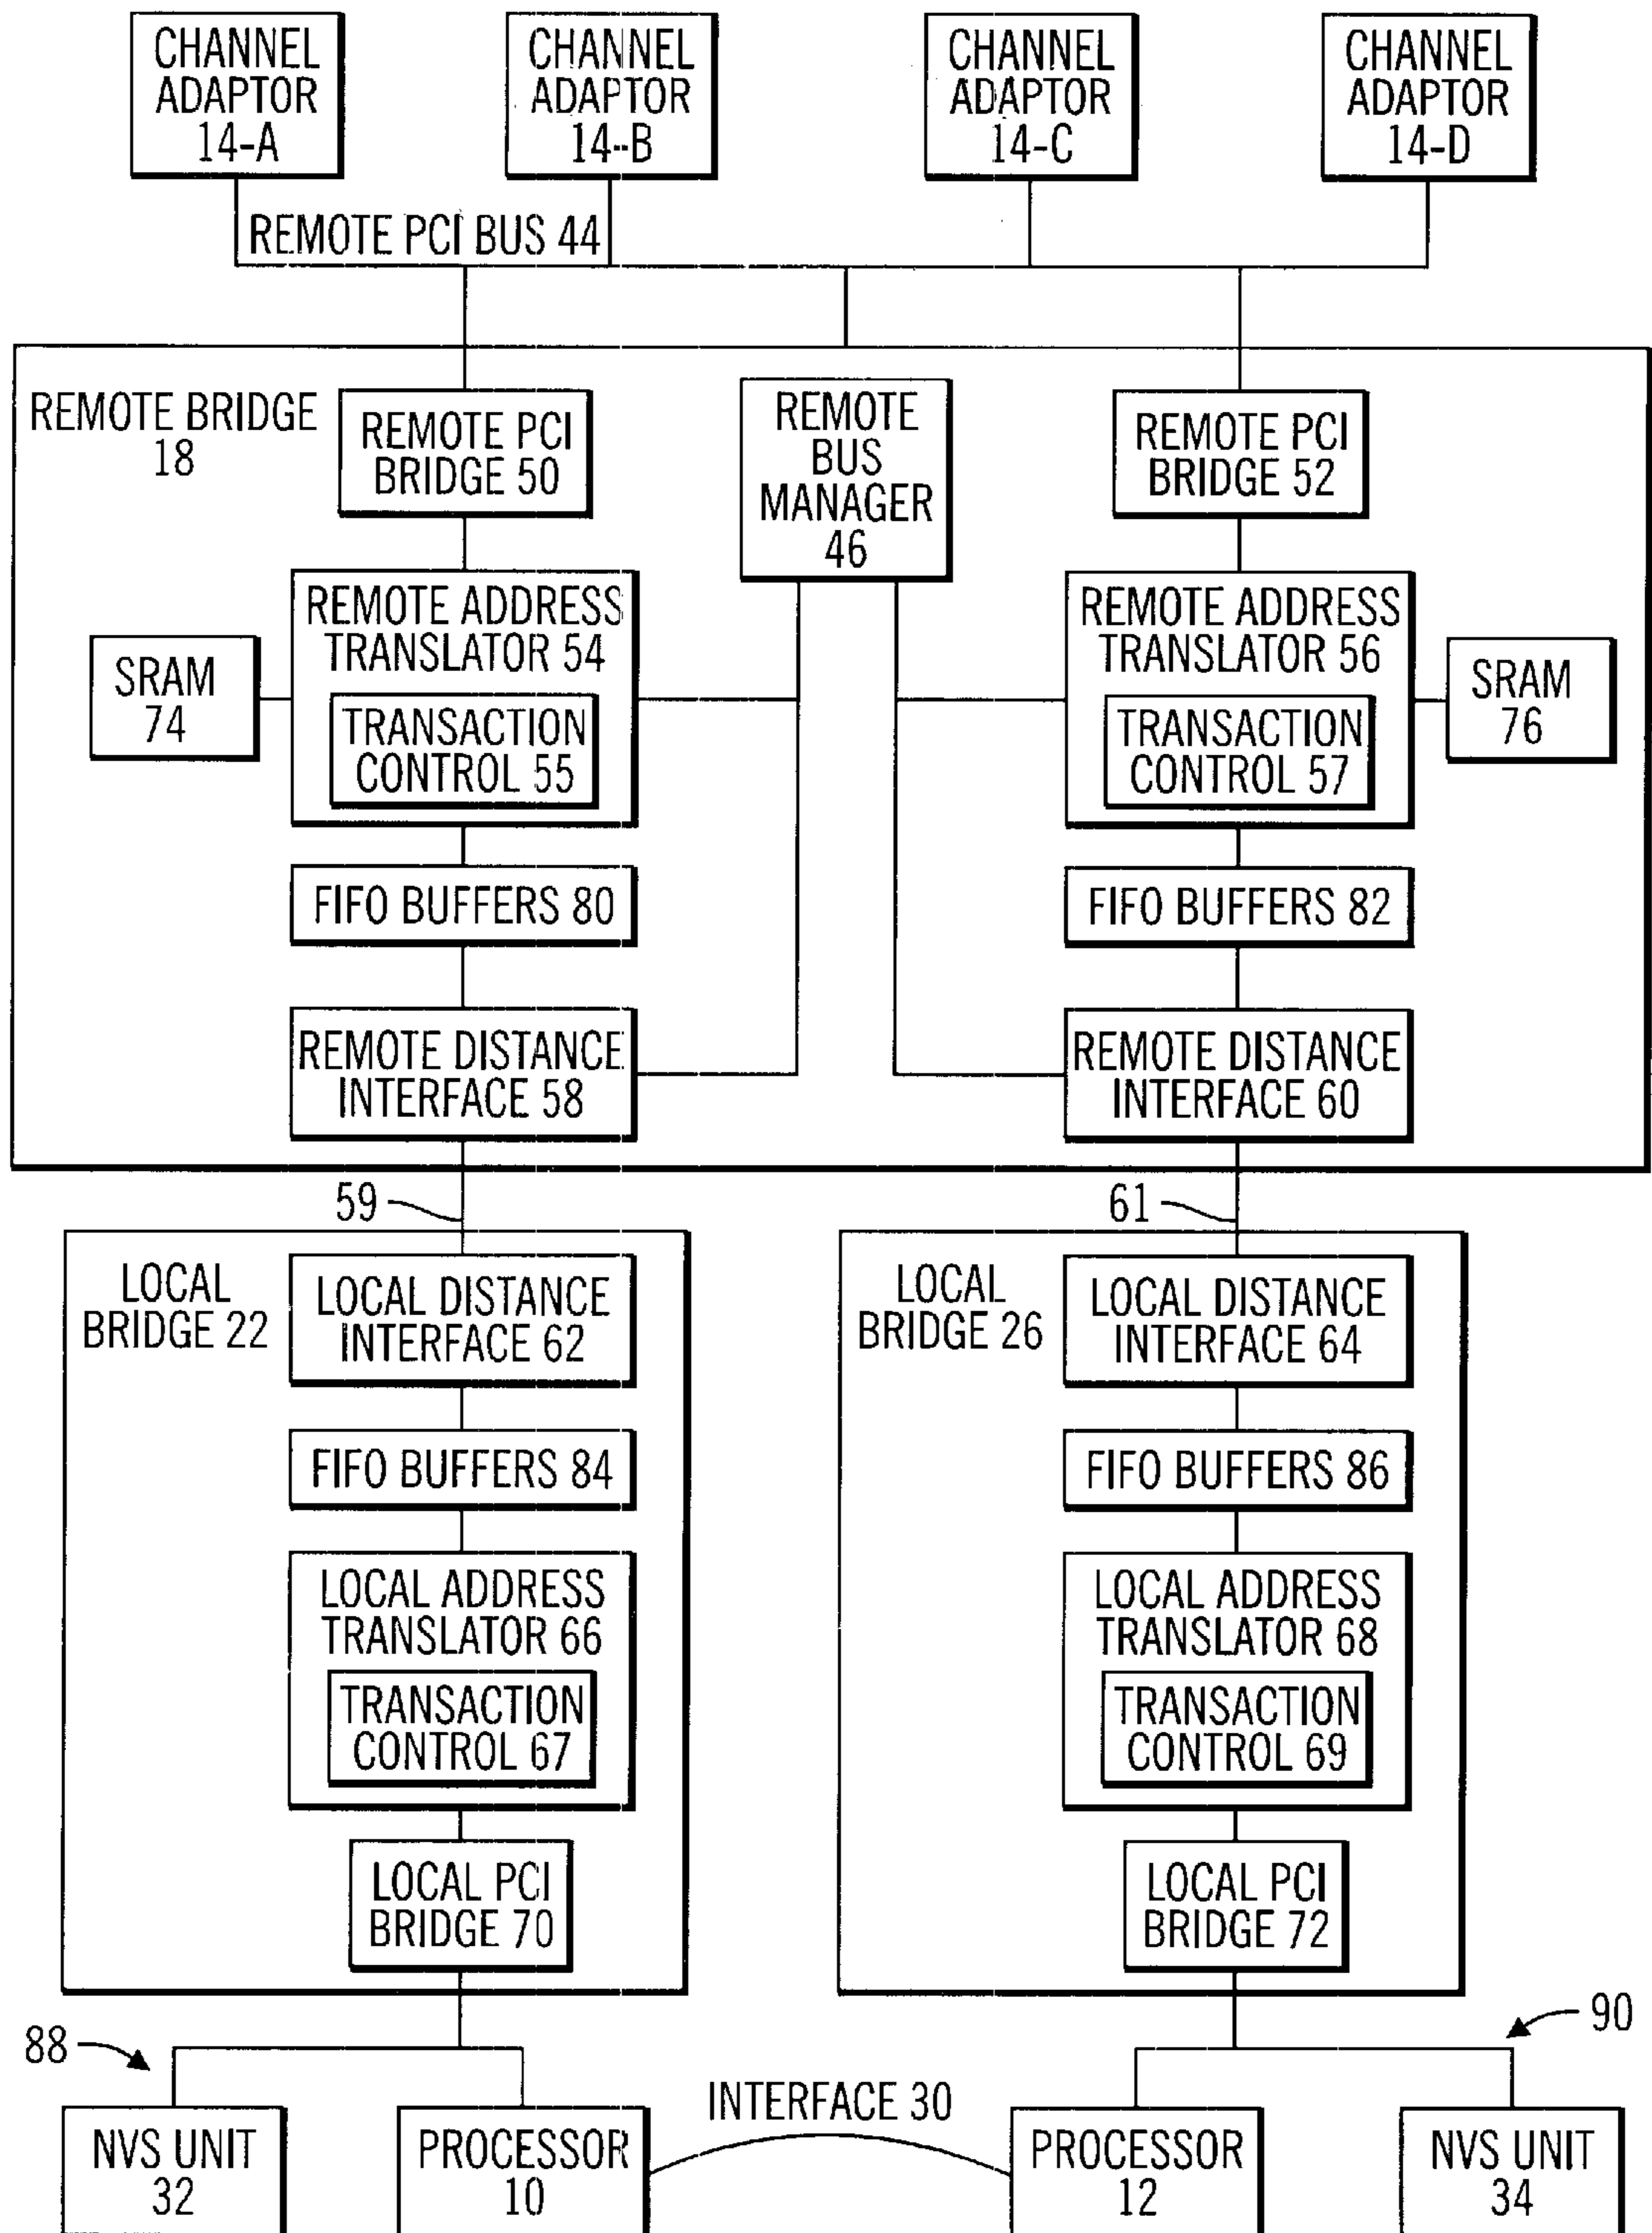 CHANNEL
ADAPTOR
14-A
CHANNEL
ADAPTOR
14-B
CHANNEL
ADAPTOR
14-C
CHANNEL
ADAPTOR
14-D
REMOTE PCI BUS 44
REMOTE BRIDGE
18
REMOTE PCI
BRIDGE 50
REMOTE
BUS
MANAGER
46
REMOTE PCI
BRIDGE 52
SRAM
74
REMOTE ADDRESS
TRANSLATOR 54
TRANSACTION
CONTROL 55
REMOTE ADDRESS
TRANSLATOR 56
TRANSACTION
CONTROL 57
SRAM
76
FIFO BUFFERS 80
FIFO BUFFERS 82
REMOTE DISTANCE
INTERFACE 58
REMOTE DISTANCE
INTERFACE 60
59
61
LOCAL
BRIDGE 22
LOCAL DISTANCE
INTERFACE 62
LOCAL
BRIDGE 26
LOCAL DISTANCE
INTERFACE 64
FIFO BUFFERS 84
FIFO BUFFERS 86
LOCAL ADDRESS
TRANSLATOR 66
TRANSACTION
CONTROL 67
LOCAL ADDRESS
TRANSLATOR 68
TRANSACTION
CONTROL 69
LOCAL PCI
BRIDGE 70
LOCAL PCI
BRIDGE 72
88
90
INTERFACE 30
NVS UNIT
32
PROCESSOR
10
PROCESSOR
12
NVS UNIT
34